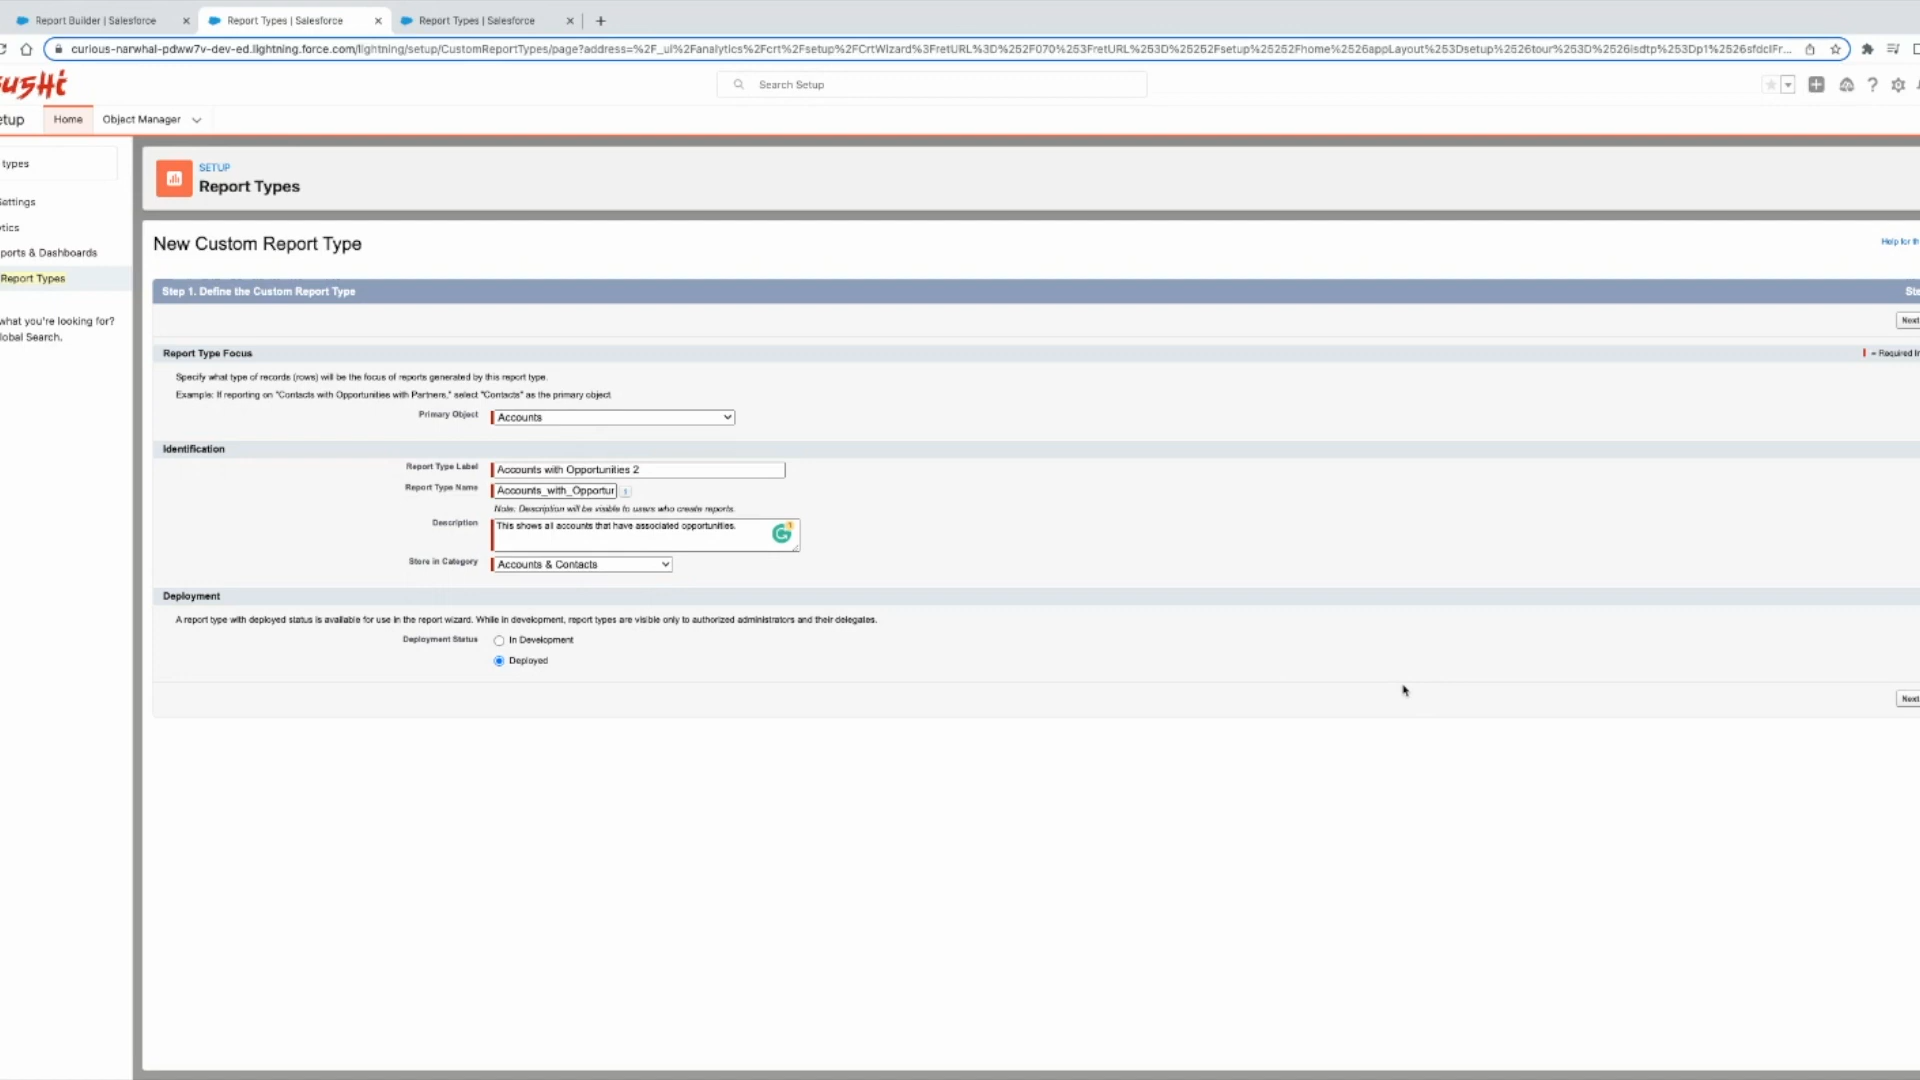 Report Builder | Salesforce
Report Types | Salesforce
Report Types | Salesforce
curious-narwhal-pdww7v-dev-ed.lightning.force.com/lightning/setup/CustomReportTypes/page?address=%2F_ui%2Fanalytics%2Fcrt%2Fsetup%2FCrtWizard%3FretURL%3D%252F070%253FretURL%253D%25252Fsetup%25252Fhome%2526appLayout%253Dsetup%2526tour%253D%2526isdtp%253Dp1%2526sfdcIFr...
Search Setup
etup
Home
Object Manager
types
Settings
tics
ports & Dashboards
Report Types
what you're looking for?
lobal Search.
SETUP
Report Types
New Custom Report Type
Help for th
Step 1. Define the Custom Report Type
Ste
Next
Report Type Focus
= Required In
Specify what type of records (rows) will be the focus of reports generated by this report type.
Example: If reporting on "Contacts with Opportunities with Partners," select "Contacts" as the primary object.
Primary Object
Accounts
Identification
Report Type Label
Accounts with Opportunities 2
Report Type Name
Accounts_with_Opportur
Note: Description will be visible to users who create reports.
Description
This shows all accounts that have associated opportunities.
Store in Category
Accounts & Contacts
Deployment
A report type with deployed status is available for use in the report wizard. While in development, report types are visible only to authorized administrators and their delegates.
Deployment Status
In Development
Deployed
Next